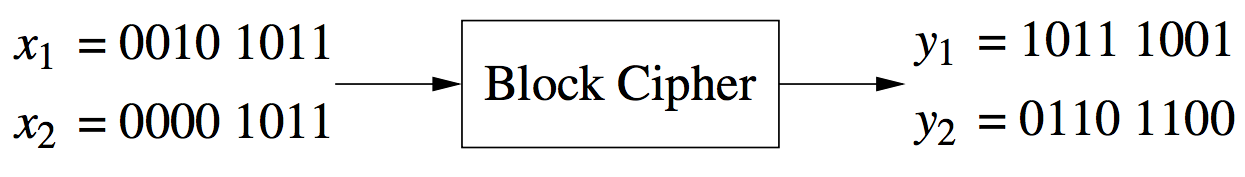 x₁ = 0010 1011
x₂ = 0000 1011
Block Cipher
y₁ = 1011 1001
y₂ = 0110 1100